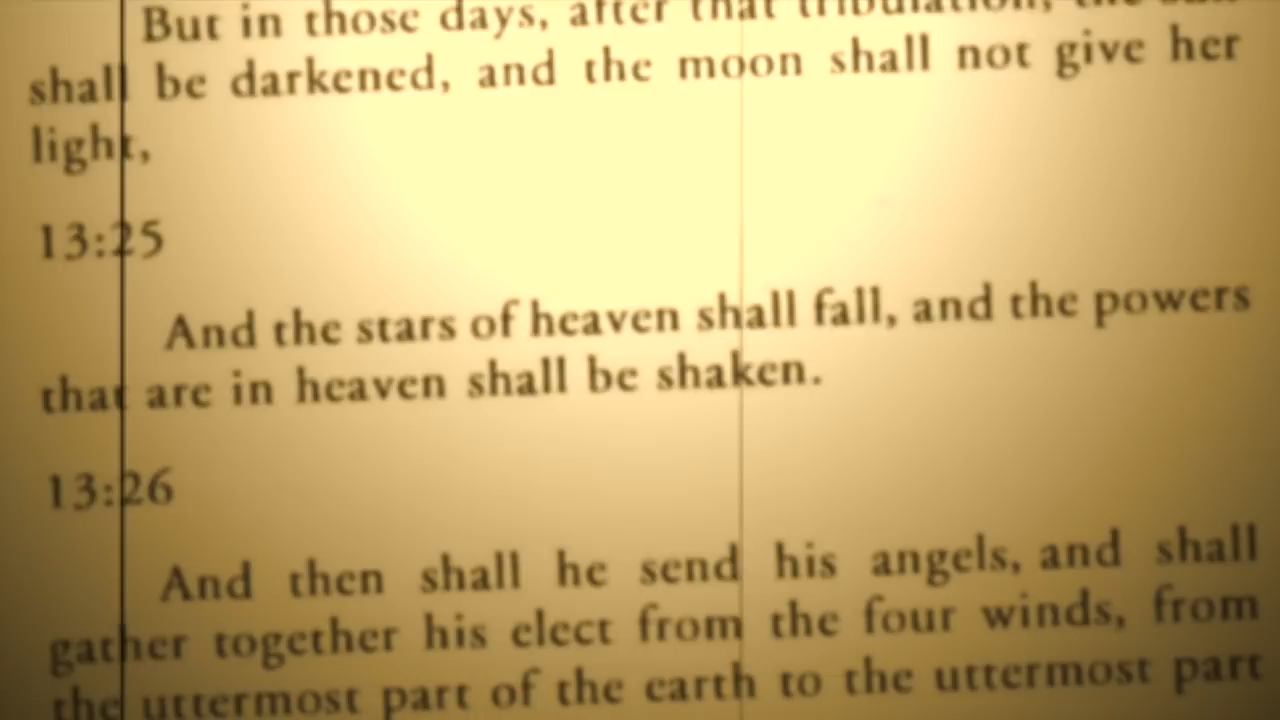 But in those days, after that tribulation, the sun
shall be darkened, and the moon shall not give her
light,
13:25
And the stars of heaven shall fall, and the powers
that are in heaven shall be shaken.
13:26
And then shall he send his angels, and shall
gather together his elect from the four winds, from
the uttermost part of the earth to the uttermost part